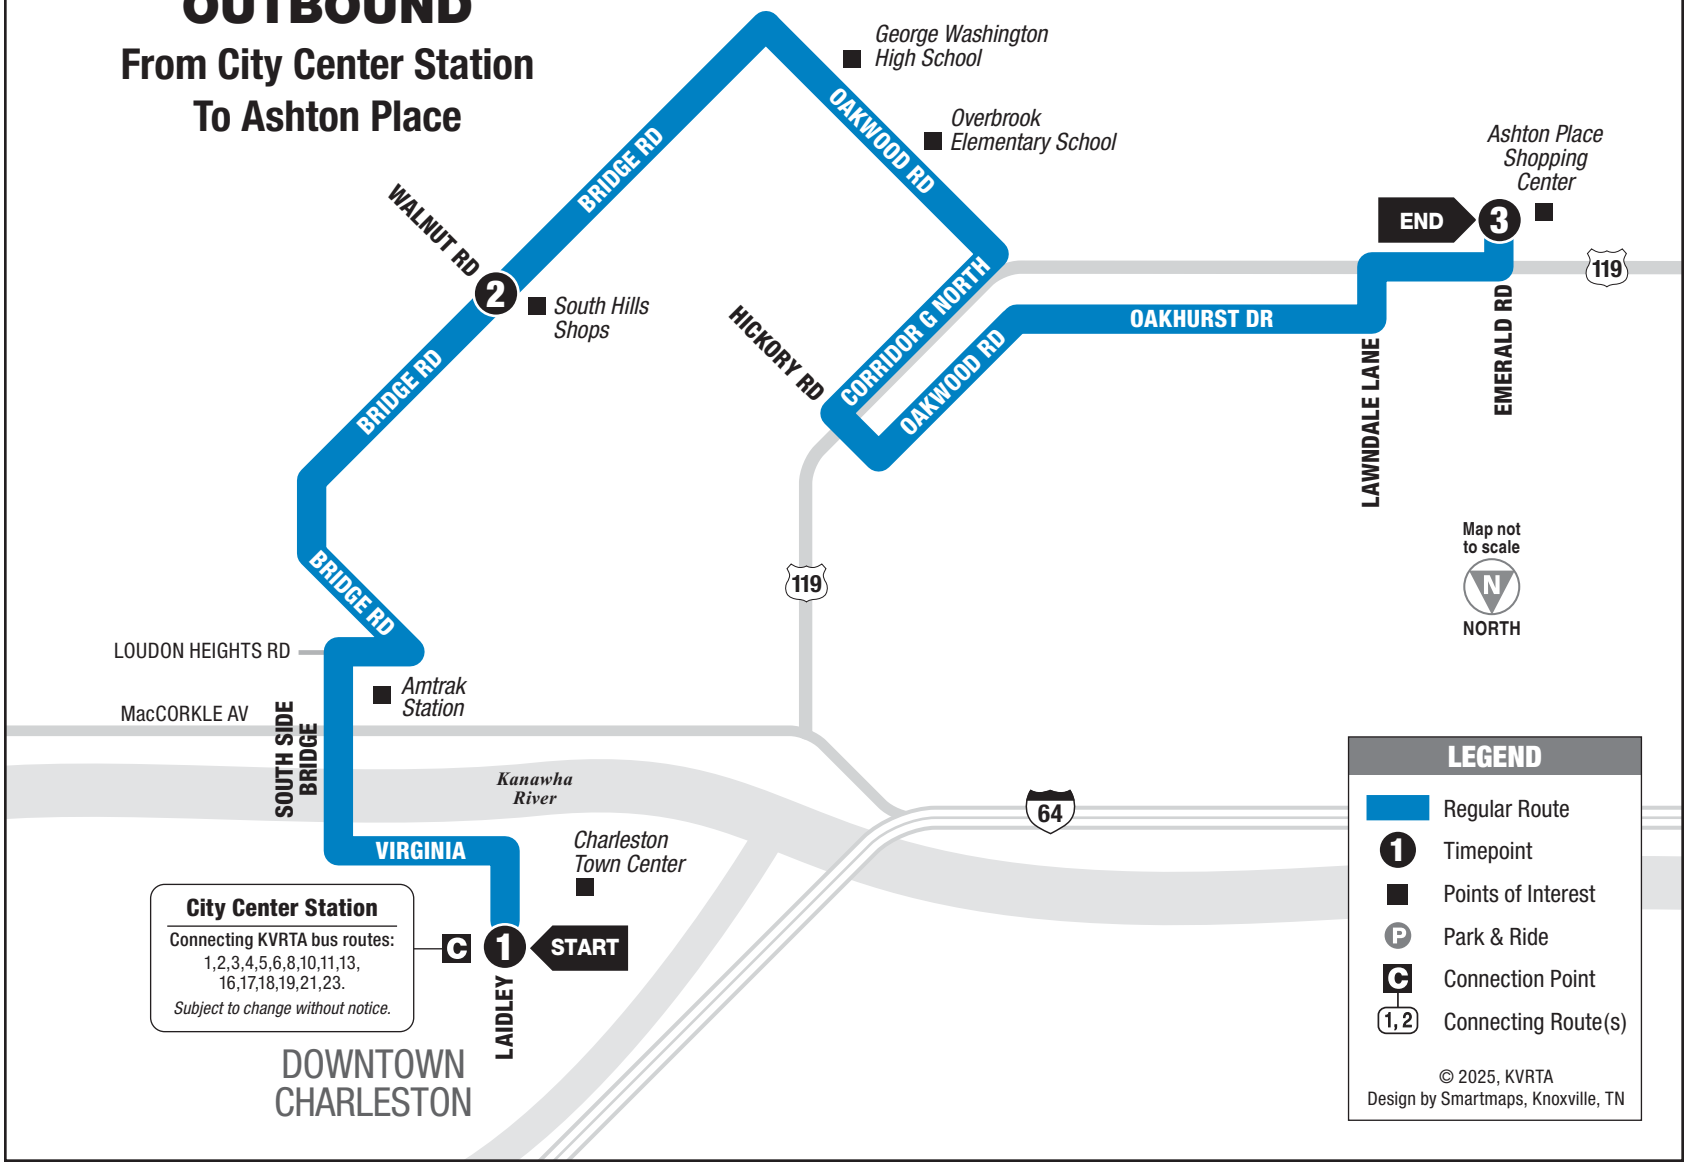 OUTBOUND
From City Center Station
To Ashton Place
George Washington
High School
OAKWOOD RD
Overbrook
Elementary School
BRIDGE RD
Ashton Place
Shopping
Center
WALNUT RD
END
3
2
119
South Hills
Shops
CORRIDOR G NORTH
HICKORY RD
OAKWOOD RD
OAKHURST DR
EMERALD RD
LAWNDALE LANE
BRIDGE RD
Map not
to scale
N
NORTH
BRIDGE RD
119
LOUDON HEIGHTS RD
Amtrak
Station
MacCORKLE AV
SOUTH SIDE
BRIDGE
Kanawha
River
64
VIRGINIA
Charleston
Town Center
City Center Station
Connecting KVRTA bus routes:
1,2,3,4,5,6,8,10,11,13,
16,17,18,19,21,23.
Subject to change without notice.
C
1
START
LAIDLEY
DOWNTOWN
CHARLESTON
LEGEND
Regular Route
1 Timepoint
Points of Interest
P Park & Ride
C Connection Point
1, 2 Connecting Route(s)
© 2025, KVRTA
Design by Smartmaps, Knoxville, TN